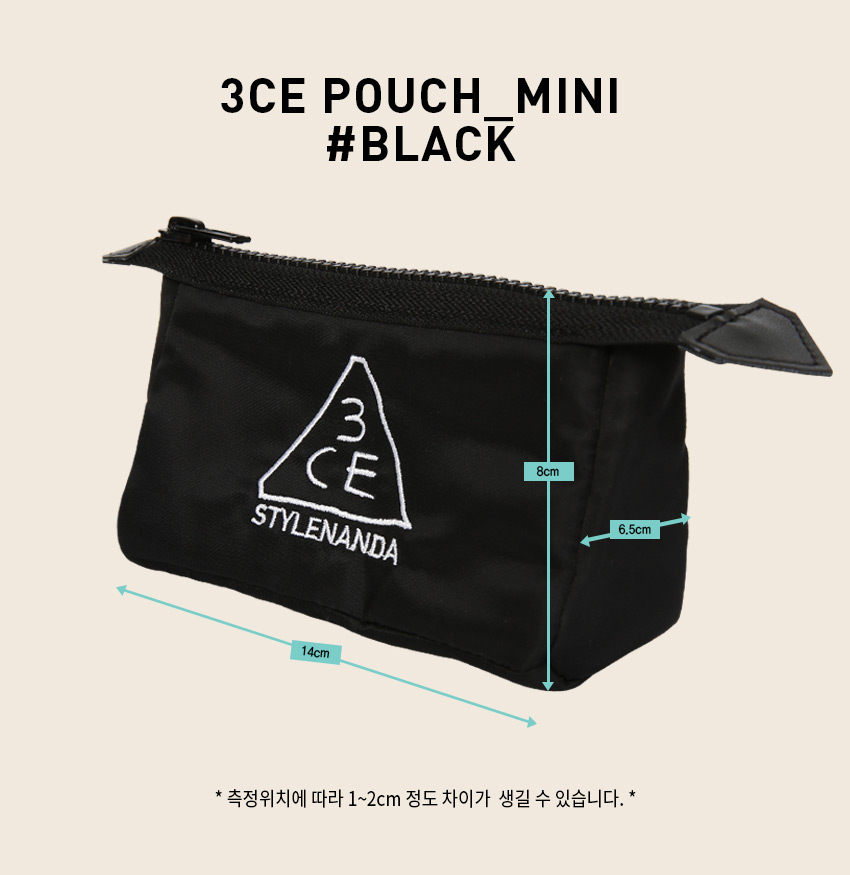 3CE POUCH_MINI
#BLACK
3
CE
STYLENANDA
8cm
6.5cm
14cm
* 측정위치에 따라 1~2cm 정도 차이가 생길 수 있습니다. *